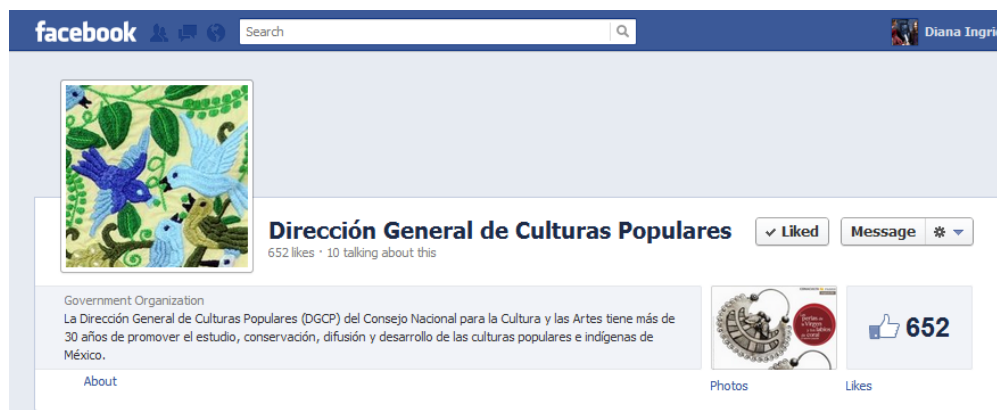 facebook
Search
Diana Ingri
Dirección General de Culturas Populares
✓ Liked
Message
652 likes · 10 talking about this
Government Organization
La Dirección General de Culturas Populares (DGCP) del Consejo Nacional para la Cultura y las Artes tiene más de
30 años de promover el estudio, conservación, difusión y desarrollo de las culturas populares e indígenas de
México.
652
About
Photos
Likes